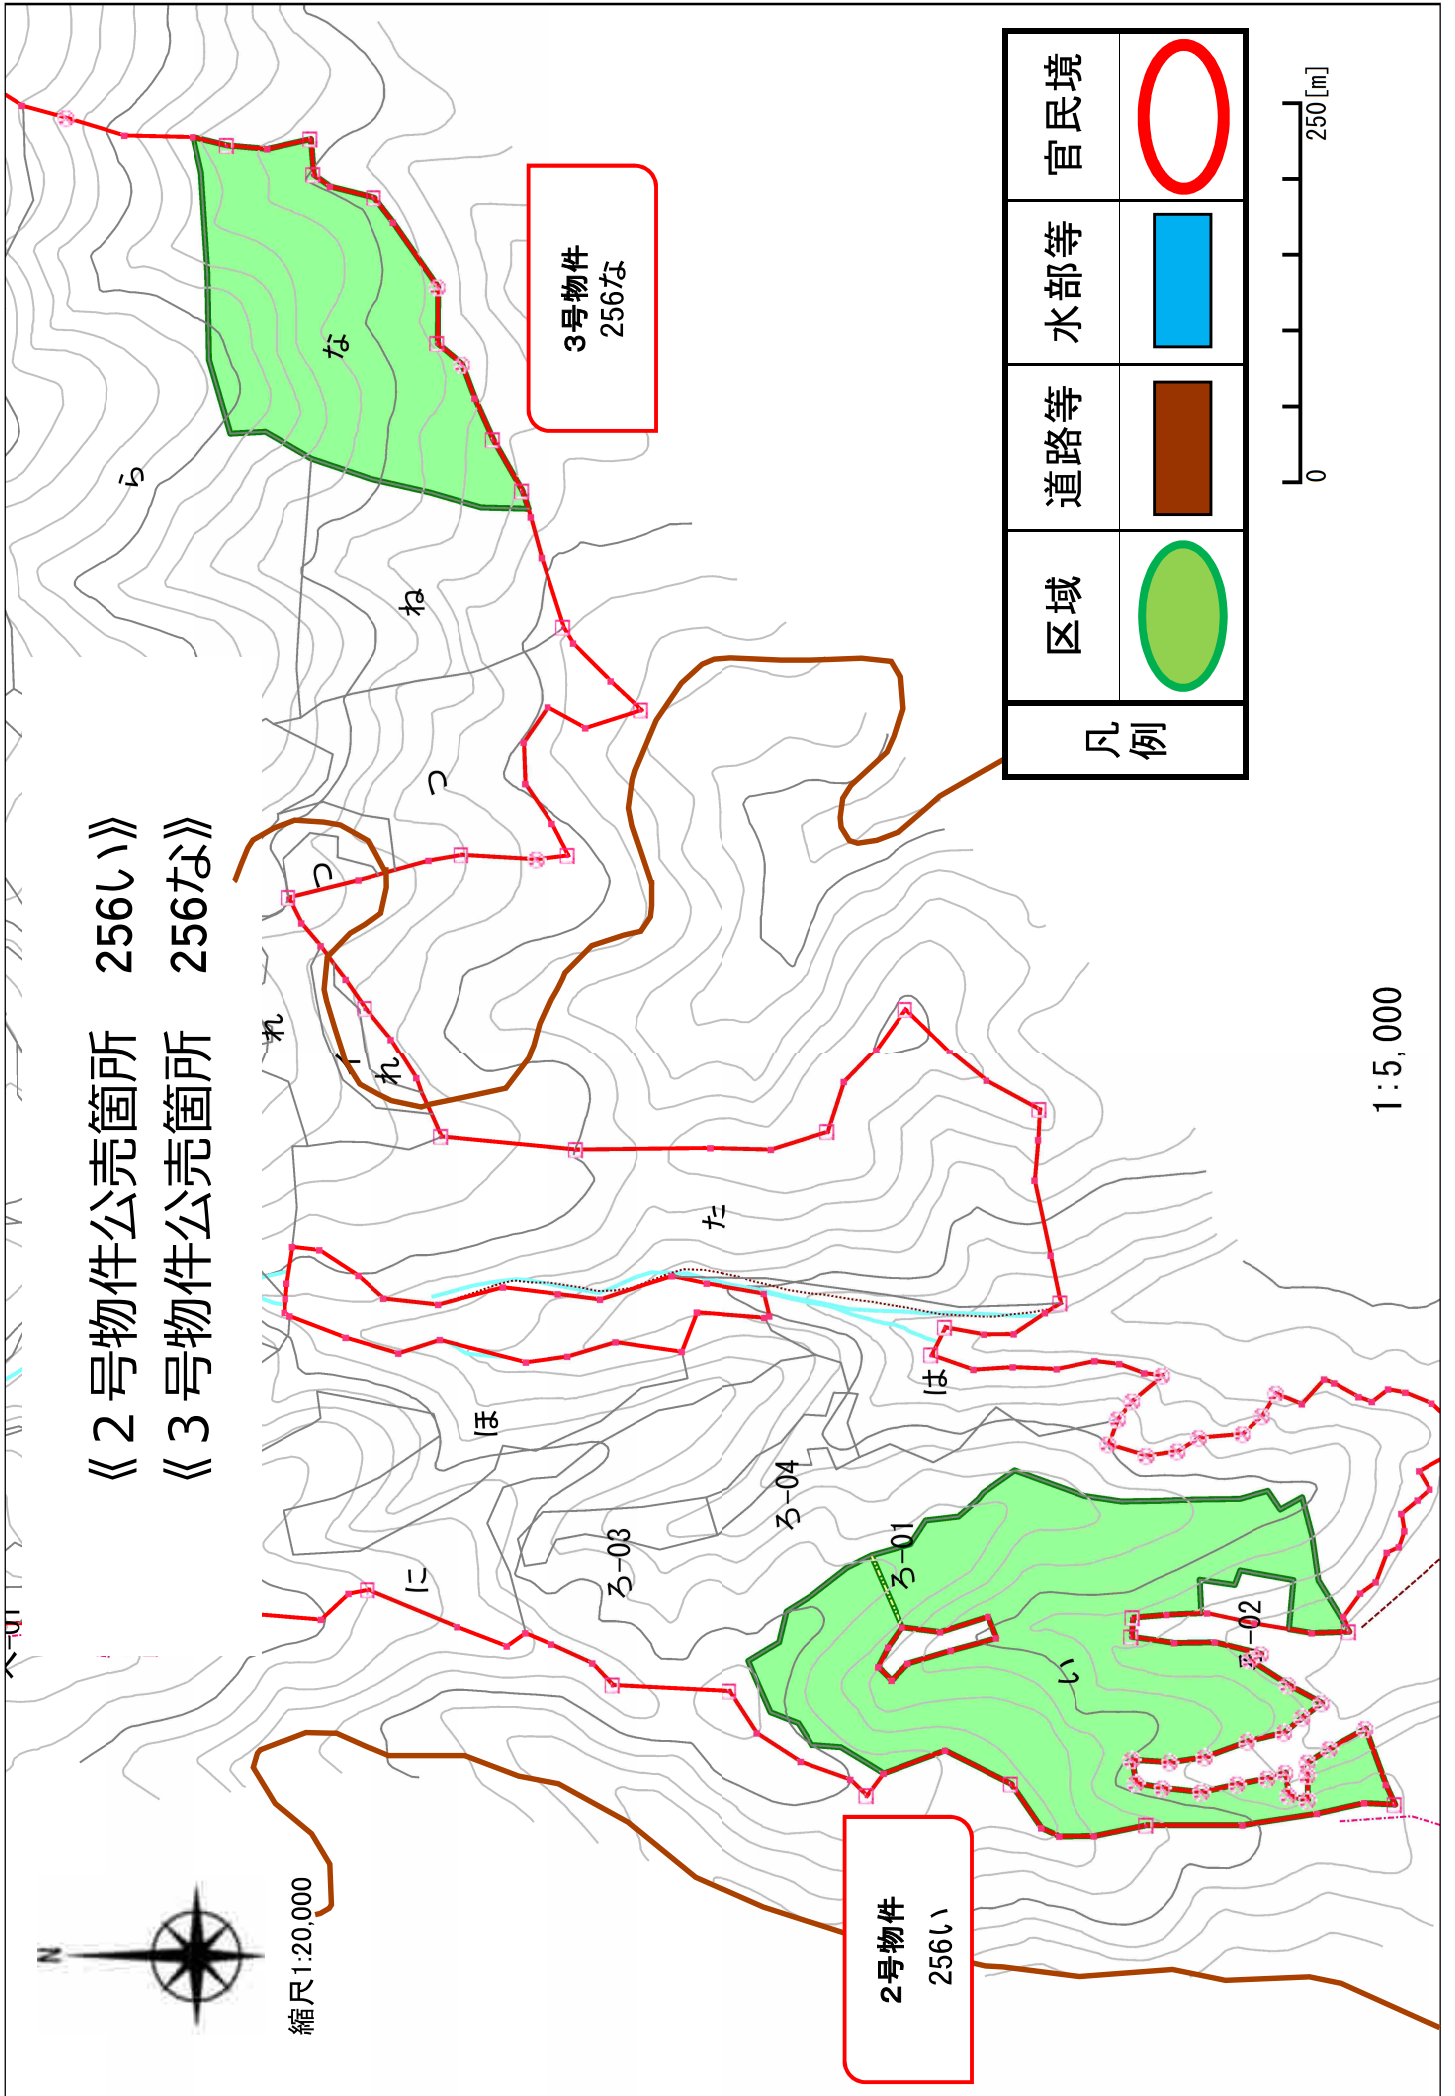 《２号物件公売箇所　256い》
《３号物件公売箇所　256な》
N
縮尺1:20,000
3号物件
256な
2号物件
256い
ら
な
ね
つ
つ
れ
イ
れ
た
ほ
は
に
ろ-03
ろ-04
ろ-01
い
凡例
区域
道路等
水部等
官民境
0
250[m]
1:5,000